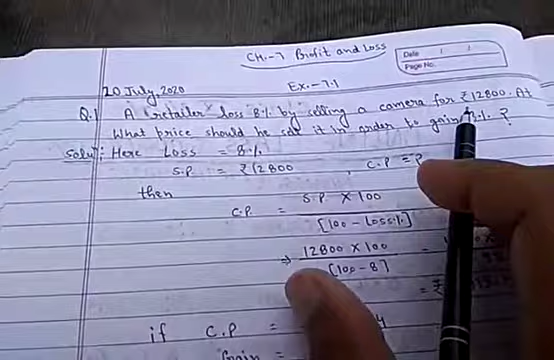 CH.-7 Profit and Loss
Date / /
Page No.
20 July, 2020 Ex.-7.1
Q.1 A retailer loss 8% by selling a camera for ₹12800. At
What price should he sell it in order to gain % ?
Solu: Here Loss = 8%
S.P = ₹12800 , C.P = ?
then
C.P. = S.P × 100
[100 - Loss%]
⇒ 12800 × 100 =
[100 - 8]
= ₹
if C.P =
Gain =